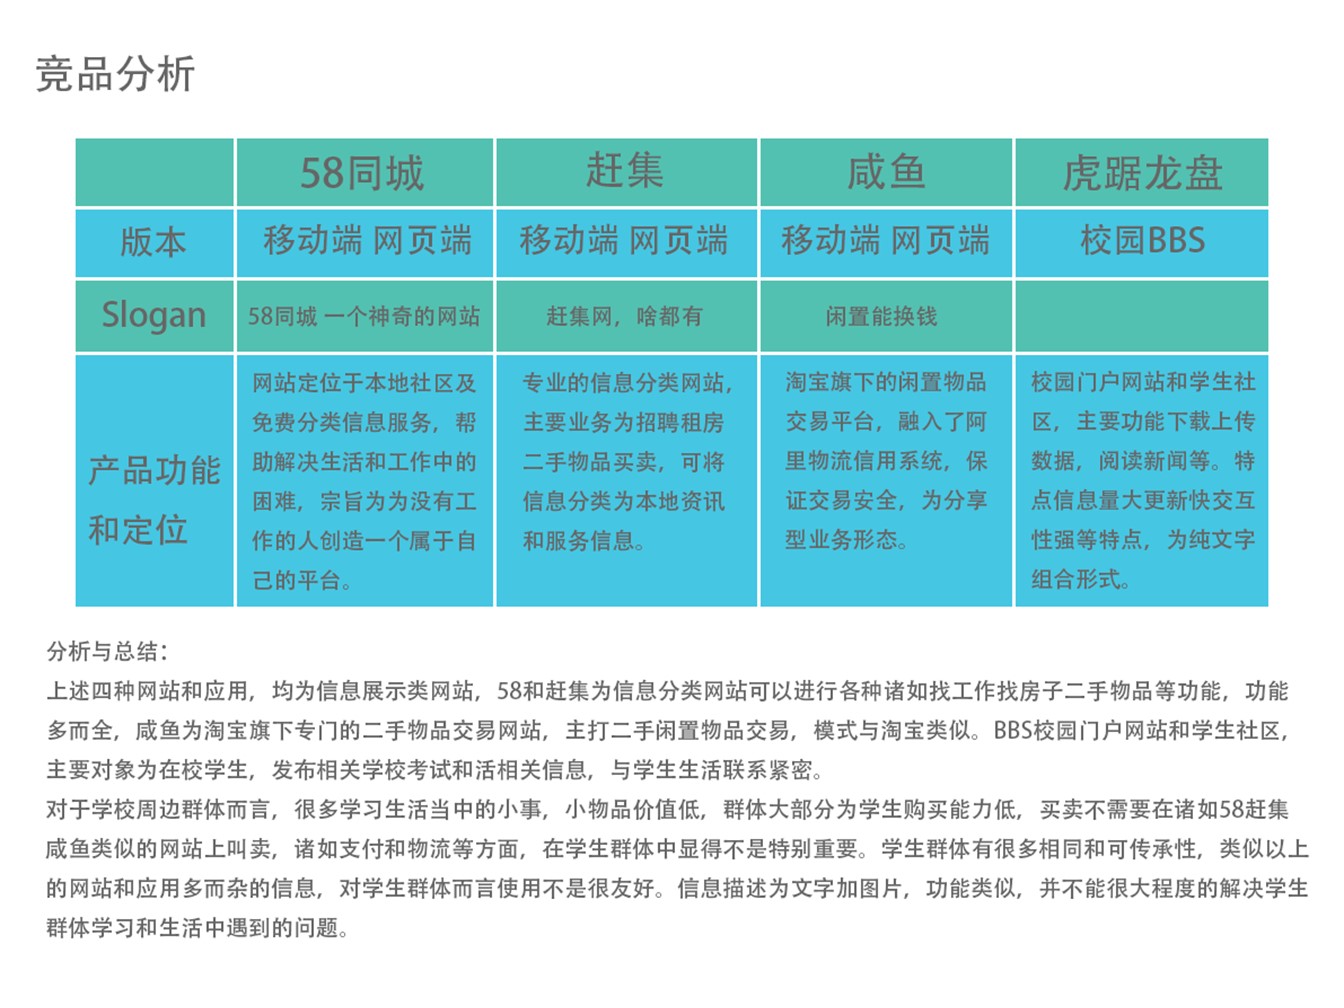 竞品分析
58同城
赶集
咸鱼
虎踞龙盘
版本
移动端 网页端
移动端 网页端
移动端 网页端
校园BBS
Slogan
58同城 一个神奇的网站
赶集网，啥都有
闲置能换钱
产品功能
和定位
网站定位于本地社区及
免费分类信息服务，帮
助解决生活和工作中的
困难，宗旨为为没有工
作的人创造一个属于自
己的平台。
专业的信息分类网站，
主要业务为招聘租房
二手物品买卖，可将
信息分类为本地资讯
和服务信息。
淘宝旗下的闲置物品
交易平台，融入了阿
里物流信用系统，保
证交易安全，为分享
型业务形态。
校园门户网站和学生社
区，主要功能下载上传
数据，阅读新闻等。特
点信息量大更新快交互
性强等特点，为纯文字
组合形式。
分析与总结：
上述四种网站和应用，均为信息展示类网站，58和赶集为信息分类网站可以进行各种诸如找工作找房子二手物品等功能，功能
多而全，咸鱼为淘宝旗下专门的二手物品交易网站，主打二手闲置物品交易，模式与淘宝类似。BBS校园门户网站和学生社区，
主要对象为在校学生，发布相关学校考试和活相关信息，与学生生活联系紧密。
对于学校周边群体而言，很多学习生活当中的小事，小物品价值低，群体大部分为学生购买能力低，买卖不需要在诸如58赶集
咸鱼类似的网站上叫卖，诸如支付和物流等方面，在学生群体中显得不是特别重要。学生群体有很多相同和可传承性，类似以上
的网站和应用多而杂的信息，对学生群体而言使用不是很友好。信息描述为文字加图片，功能类似，并不能很大程度的解决学生
群体学习和生活中遇到的问题。